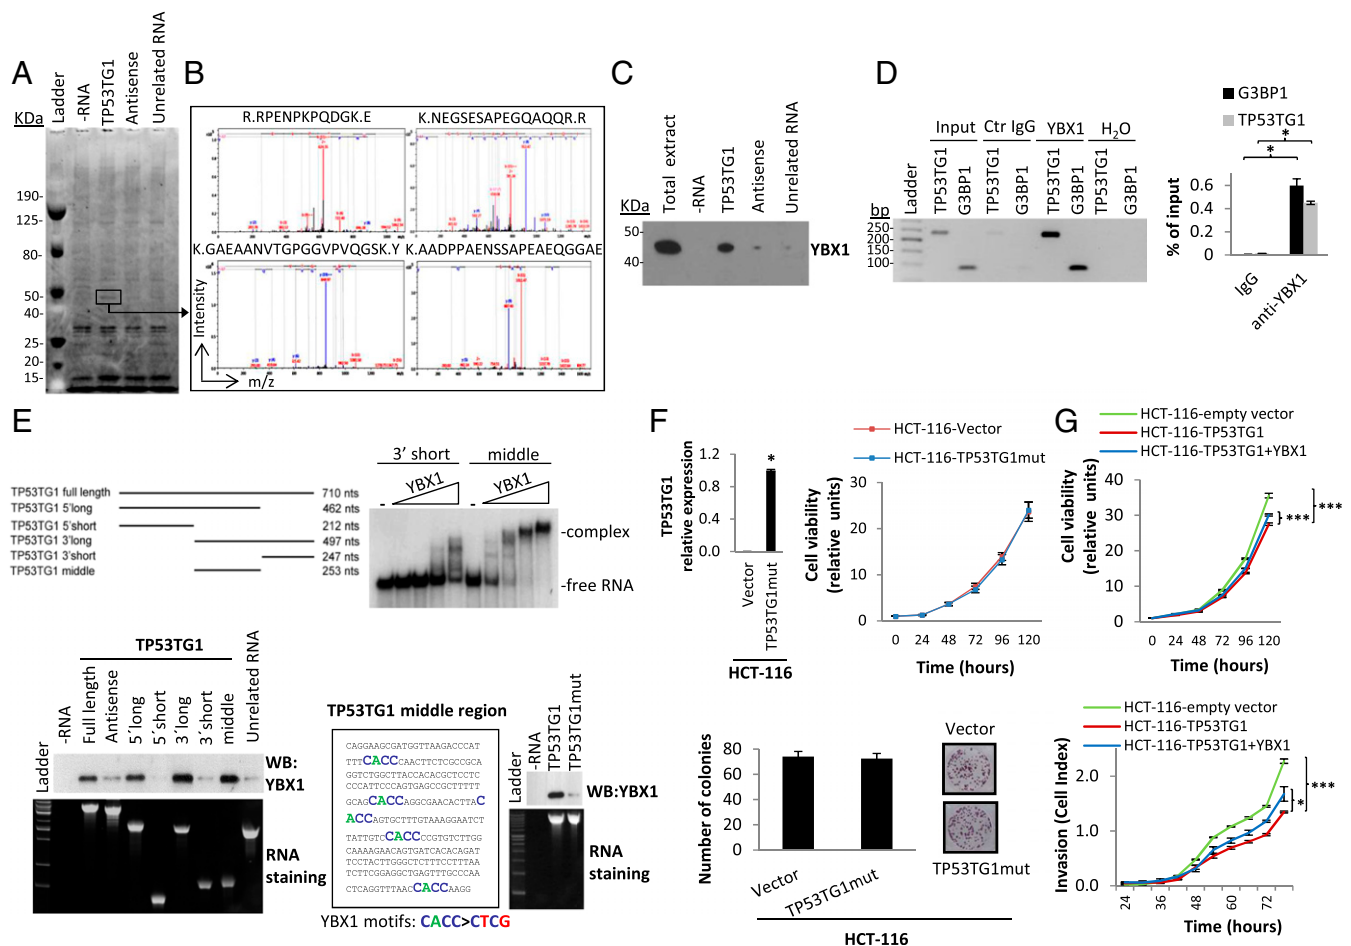 A
KDa
Ladder
-RNA
TP53TG1
Antisense
Unrelated RNA
190-
125-
80-
50-
40-
25-
20-
15-
B
R.RPENPKPQDGK.E
K.NEGSESAPEGQAQQR.R
K.GAEAANVTGPGGVPVQGSK.Y
K.AADPPAENSSAPEAEQGGAE
Intensity
m/z
C
KDa
Total extract
-RNA
TP53TG1
Antisense
Unrelated RNA
50-
40-
YBX1
D
Input
Ctr IgG
YBX1
H2O
bp
Ladder
TP53TG1
G3BP1
TP53TG1
G3BP1
TP53TG1
G3BP1
TP53TG1
G3BP1
250-
200-
150-
100-
G3BP1
TP53TG1
*
*
% of input
0.6
0.4
0.2
0
IgG
anti-YBX1
E
TP53TG1 full length 710 nts
TP53TG1 5'long 462 nts
TP53TG1 5'short 212 nts
TP53TG1 3'long 497 nts
TP53TG1 3'short 247 nts
TP53TG1 middle 253 nts
3' short
middle
- YBX1
- YBX1
-complex
-free RNA
TP53TG1
Ladder
-RNA
Full length
Antisense
5´long
5´short
3´long
3´short
middle
Unrelated RNA
WB:
YBX1
RNA
staining
TP53TG1 middle region
CAGGAAGCGATGGTTAAGACCCAT
TTTCACCCAACTTCTCGCCGCA
GGTCTGGCTTACCACACGCTCCTC
CCCATTCCCAGTGAGCCGCTTTTT
GCAGCACCCAGGCGAACACTTAC
ACCCAGTGCTTTGTAAAGGAATCT
TATTGTCCACCCCGTGTCTTGG
CAAAAGAACAGTGATCACACAGAT
TCCTACTTGGGCTCTTTCCTTTAA
TCTTCGGAGGCTGAGTTTGCCCAA
CTCAGGGTTAACCACCAAGG
YBX1 motifs: CACC>CTCG
Ladder
-RNA
TP53TG1
TP53TG1mut
WB:YBX1
RNA
staining
F
TP53TG1
relative expression
1.2
0.8
0.4
0.0
*
Vector
TP53TG1mut
HCT-116
HCT-116-Vector
HCT-116-TP53TG1mut
Cell viability
(relative units)
30
20
10
0
0 24 48 72 96 120
Time (hours)
Number of colonies
80
60
40
20
0
Vector
TP53TG1mut
Vector
TP53TG1mut
HCT-116
G
HCT-116-empty vector
HCT-116-TP53TG1
HCT-116-TP53TG1+YBX1
Cell viability
(relative units)
40
30
20
10
0
***
***
0 24 48 72 96 120
Time (hours)
HCT-116-empty vector
HCT-116-TP53TG1
HCT-116-TP53TG1+YBX1
Invasion (Cell Index)
2.0
1.0
0.0
*
***
24 36 48 60 72
Time (hours)